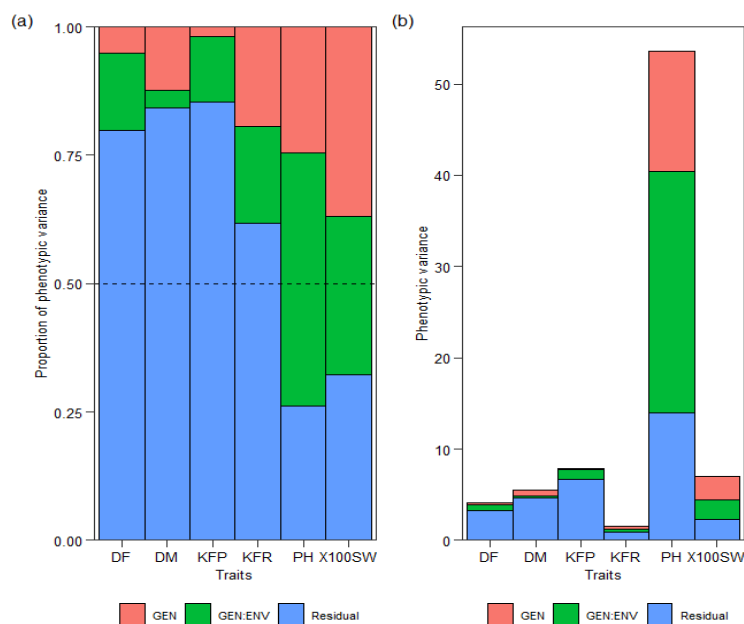 (a)
Proportion of phenotypic variance
1.00
0.75
0.50
0.25
0.00
DF DM KFP KFR PH X100SW
Traits
GEN GEN:ENV Residual
(b)
Phenotypic variance
50
40
30
20
10
0
DF DM KFP KFR PH X100SW
Traits
GEN GEN:ENV Residual